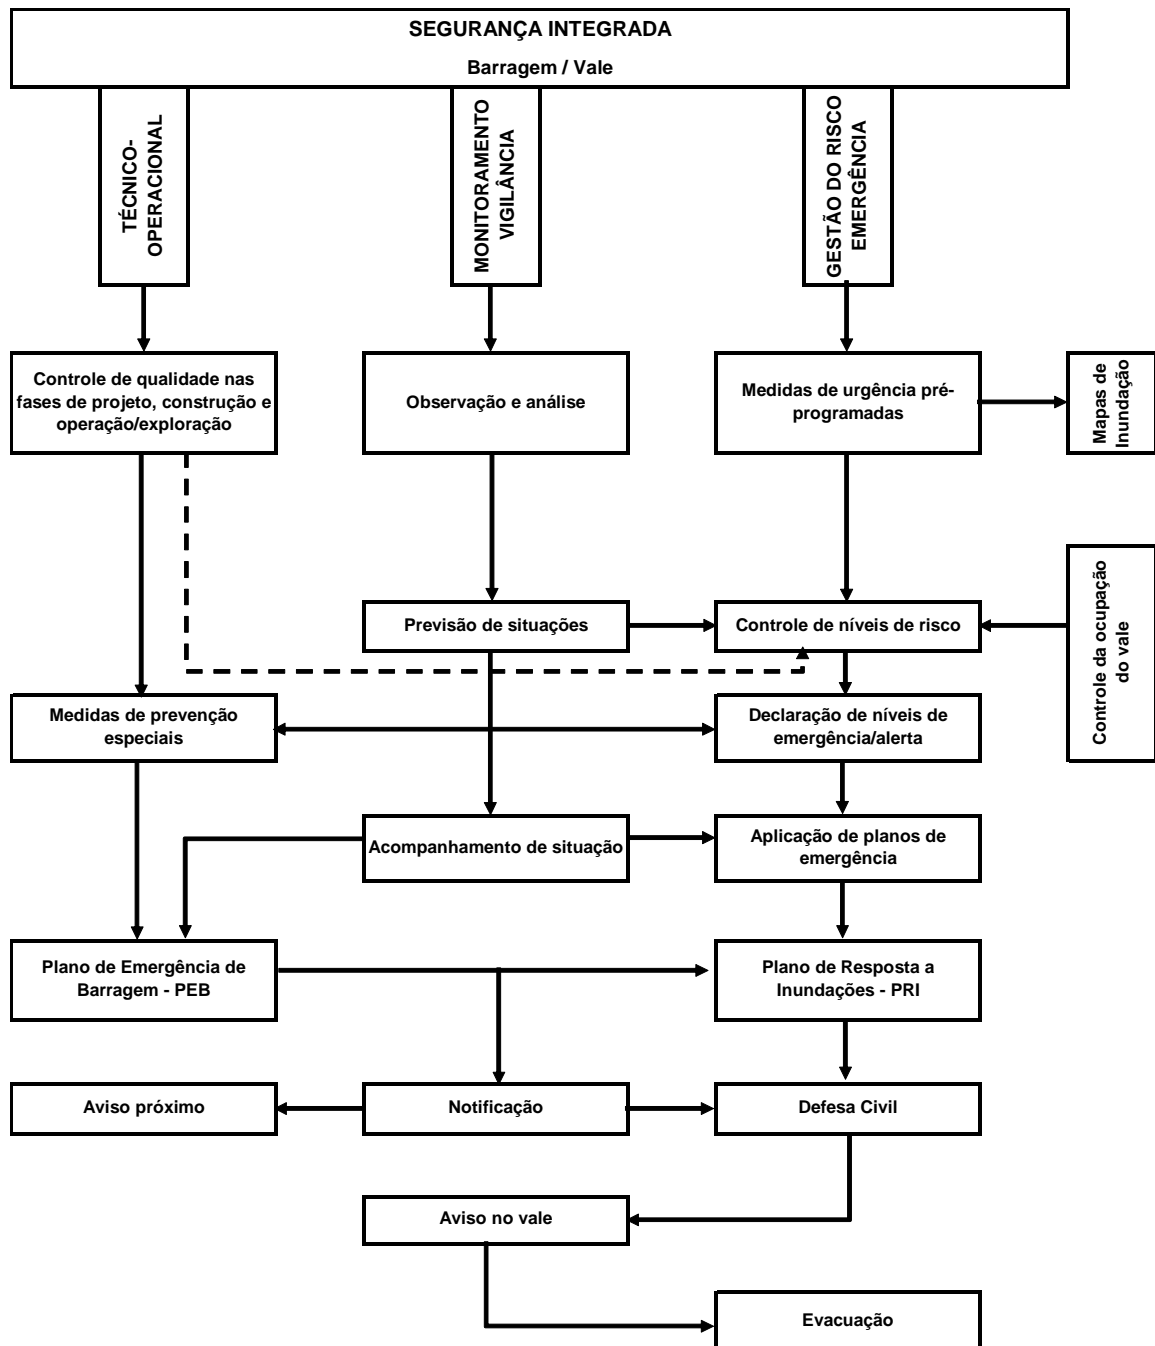 SEGURANÇA INTEGRADA
Barragem / Vale
TÉCNICO-
OPERACIONAL
MONITORAMENTO
VIGILÂNCIA
GESTÃO DO RISCO
EMERGÊNCIA
Controle de qualidade nas
fases de projeto, construção e
operação/exploração
Observação e análise
Medidas de urgência pré-
programadas
Mapas de
Inundação
Previsão de situações
Controle de níveis de risco
Controle da ocupação
do vale
Medidas de prevenção
especiais
Declaração de níveis de
emergência/alerta
Acompanhamento de situação
Aplicação de planos de
emergência
Plano de Emergência de
Barragem - PEB
Plano de Resposta a
Inundações - PRI
Aviso próximo
Notificação
Defesa Civil
Aviso no vale
Evacuação